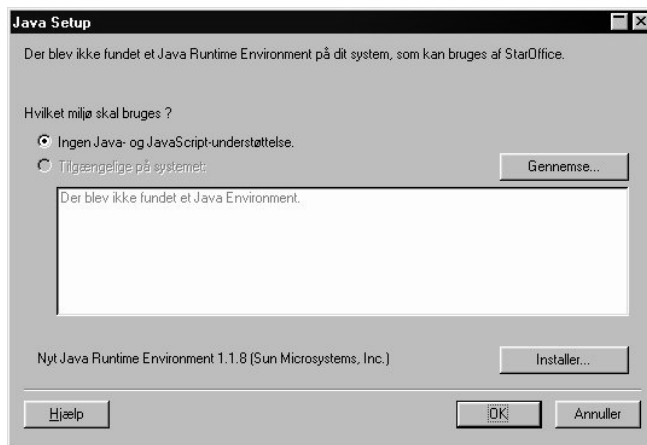 Java Setup
Der blev ikke fundet et Java Runtime Environment på dit system, som kan bruges af StarOffice.
Hvilket miljø skal bruges ?
Ingen Java- og JavaScript-understøttelse.
Tilgængelige på systemet:
Gennemse...
Der blev ikke fundet et Java Environment.
Nyt Java Runtime Environment 1.1.8 (Sun Microsystems, Inc.)
Installer...
Hjælp
OK
Annuller